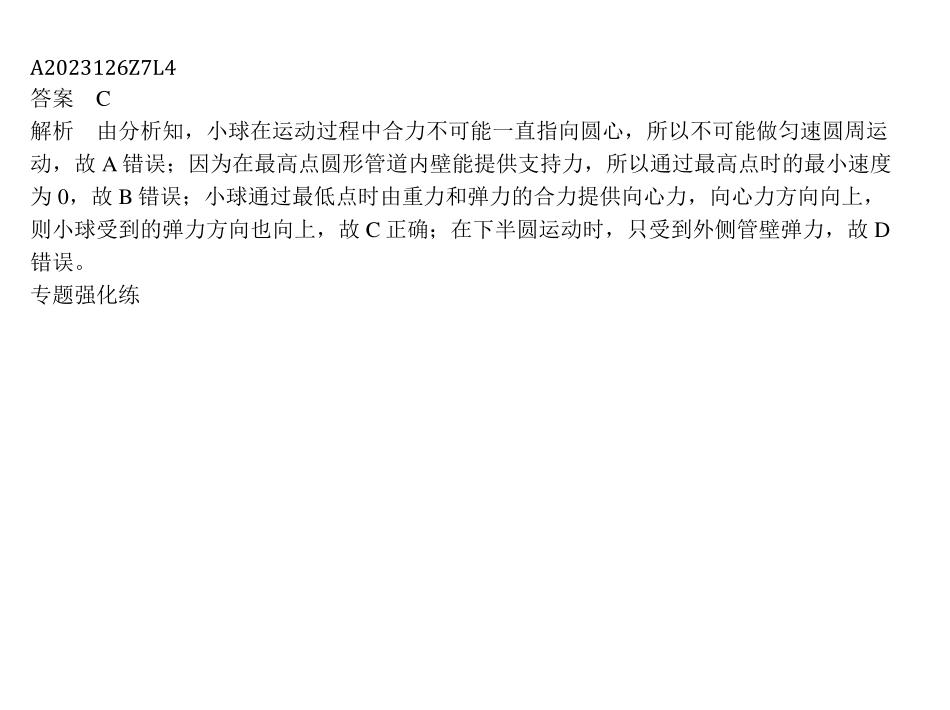 A2023126Z7L4
答案　C
解析　由分析知，小球在运动过程中合力不可能一直指向圆心，所以不可能做匀速圆周运
动，故 A 错误；因为在最高点圆形管道内壁能提供支持力，所以通过最高点时的最小速度
为 0，故 B 错误；小球通过最低点时由重力和弹力的合力提供向心力，向心力方向向上，
则小球受到的弹力方向也向上，故 C 正确；在下半圆运动时，只受到外侧管壁弹力，故 D
错误。
专题强化练